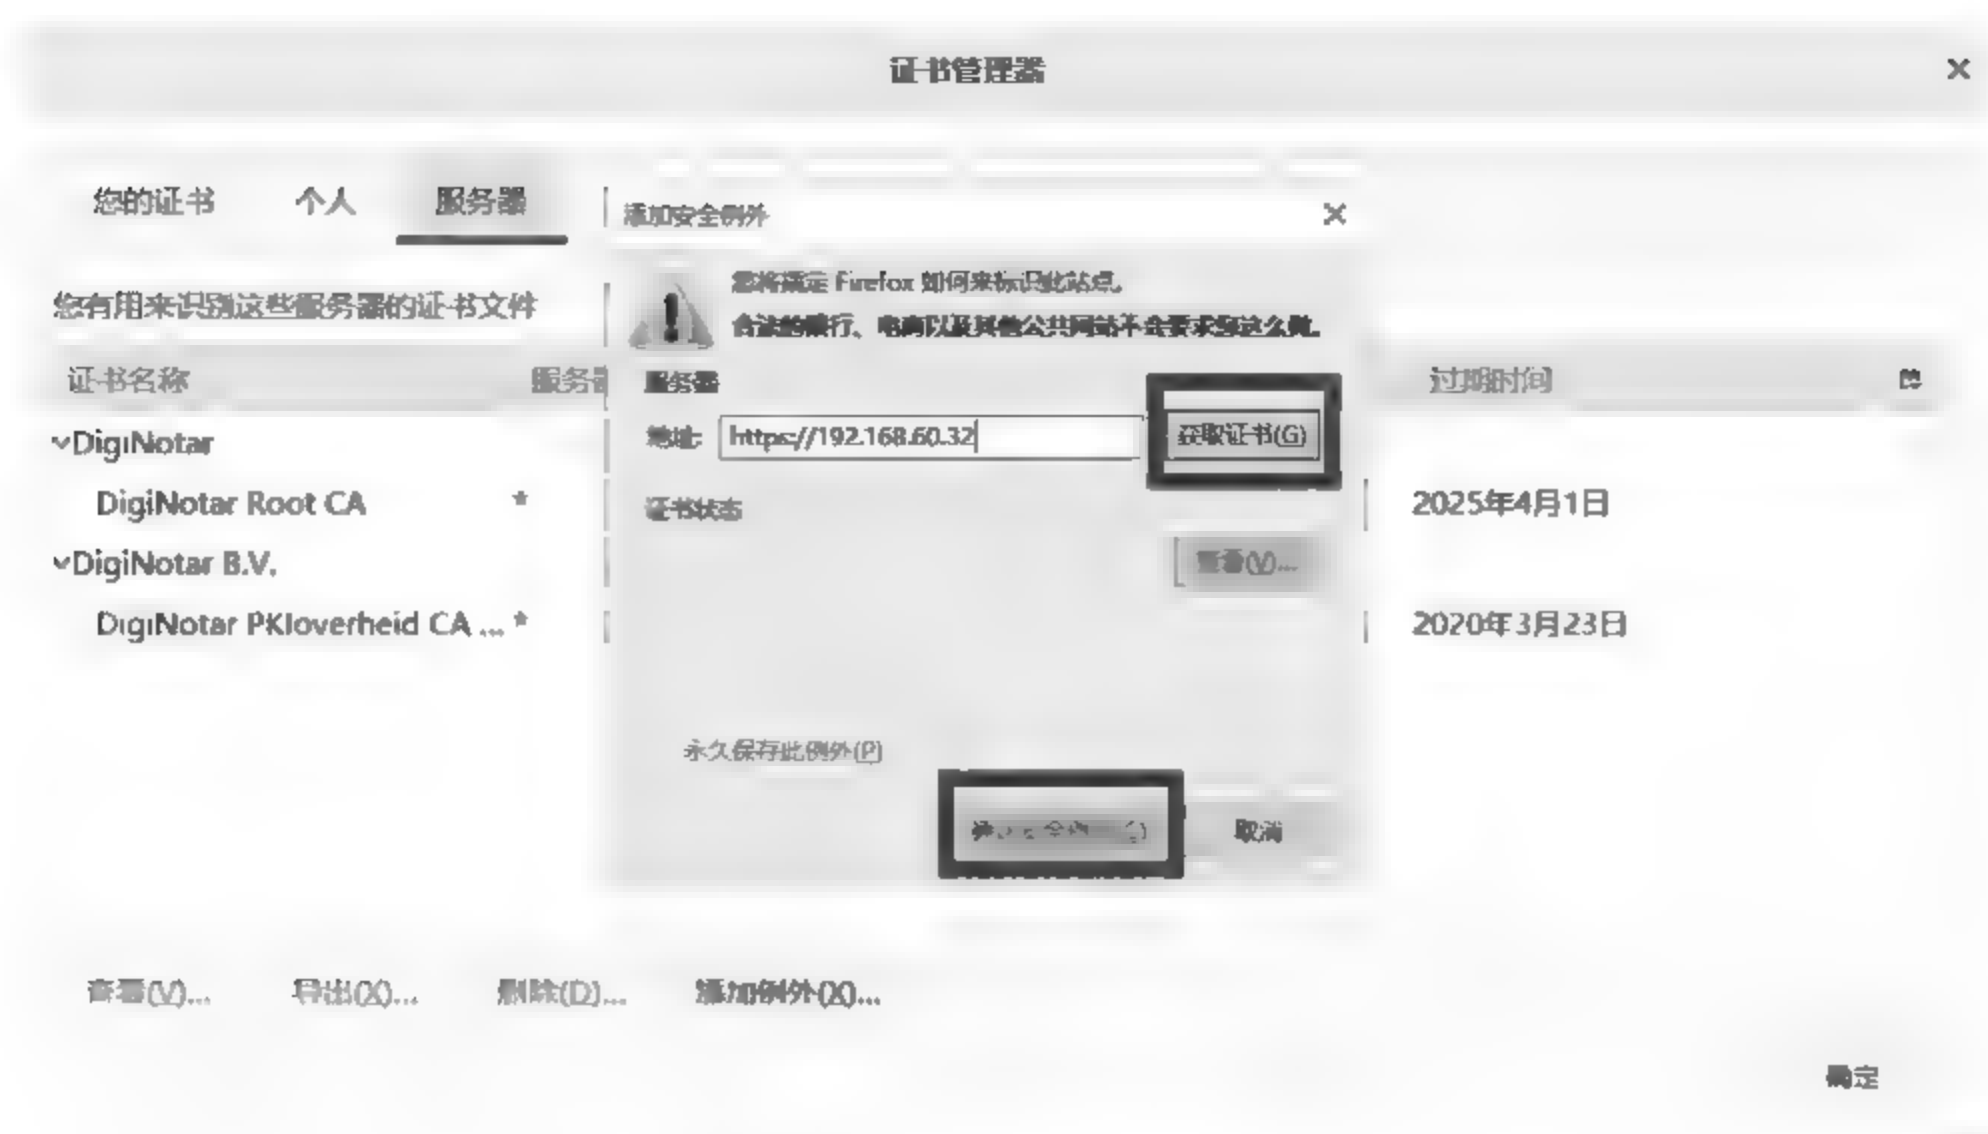 证书管理器
您的证书 个人 服务器
您有用来识别这些服务器的证书文件
证书名称 服务器 过期时间
DigiNotar
DigiNotar Root CA * 2025年4月1日
DigiNotar B.V.
DigiNotar PKIoverheid CA ... * 2020年3月23日
添加安全例外
您将指定 Firefox 如何来标识此站点。
合法的银行、电商以及其他公共网站不会要求您这么做。
服务器
地址: https://192.168.60.32 获取证书(G)
证书状态
查看(V)...
永久保存此例外(P)
取消
查看(V)... 导出(X)... 删除(D)... 添加例外(X)...
确定